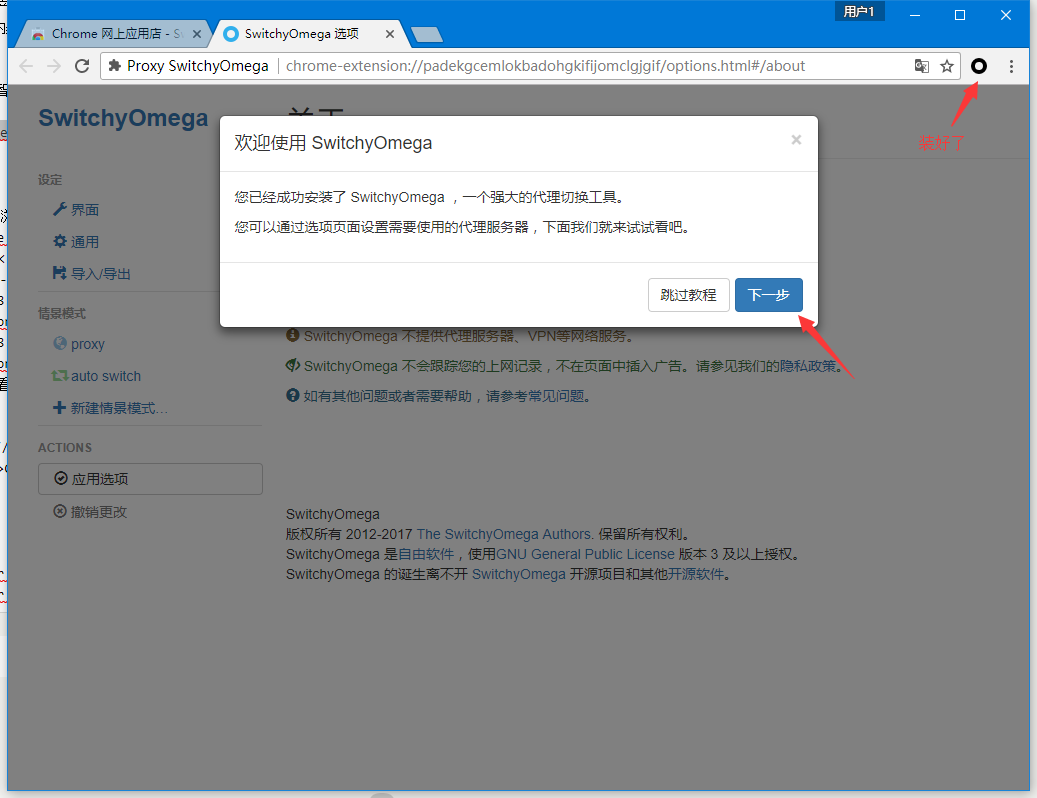 用户1
Chrome 网上应用店 - Sw
SwitchyOmega 选项
Proxy SwitchyOmega
chrome-extension://padekgcemlokbadohgkifijomclgjgif/options.html#/about
装好了
SwitchyOmega
关于
欢迎使用 SwitchyOmega
×
您已经成功安装了 SwitchyOmega ，一个强大的代理切换工具。
您可以通过选项页面设置需要使用的代理服务器，下面我们就来试试看吧。
跳过教程
下一步
设定
界面
通用
导入/导出
情景模式
proxy
auto switch
新建情景模式…
ACTIONS
应用选项
撤销更改
SwitchyOmega 不提供代理服务器、VPN等网络服务。
SwitchyOmega 不会跟踪您的上网记录，不在页面中插入广告。请参见我们的隐私政策。
如有其他问题或者需要帮助，请参考常见问题。
SwitchyOmega
版权所有 2012-2017 The SwitchyOmega Authors. 保留所有权利。
SwitchyOmega 是自由软件，使用GNU General Public License 版本 3 及以上授权。
SwitchyOmega 的诞生离不开 SwitchyOmega 开源项目和其他开源软件。